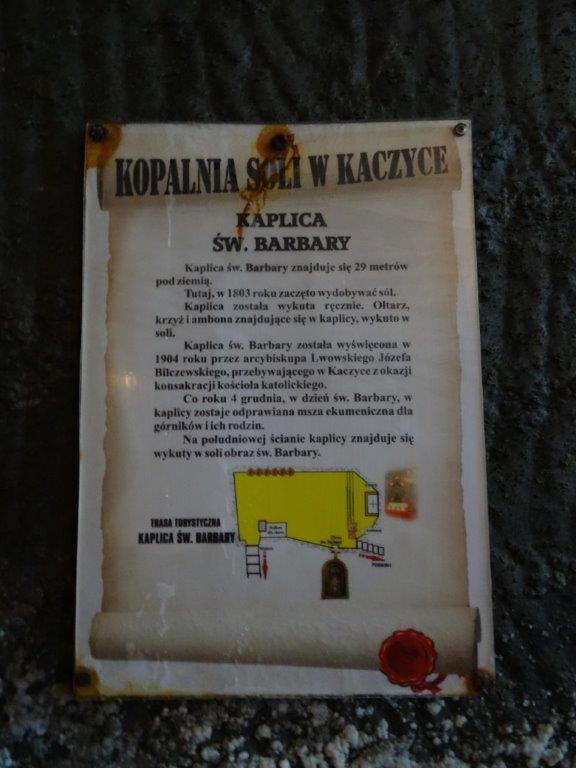 KOPALNIA SOLI W KACZYCE
KAPLICA
ŚW. BARBARY
Kaplica św. Barbary znajduje się 29 metrów
pod ziemią.
Tutaj, w 1803 roku zaczęto wydobywać sól.
Kaplica została wykuta ręcznie. Ołtarz,
krzyż i ambona znajdujące się w kaplicy, wykuto w
soli.
Kaplica św. Barbary została wyświęcona w
1904 roku przez arcybiskupa Lwowskiego Józefa
Bilczewskiego, przebywającego w Kaczyce z okazji
konsakracji kościoła katolickiego.
Co roku 4 grudnia, w dzień św. Barbary, w
kaplicy zostaje odprawiana msza ekumeniczna dla
górników i ich rodzin.
Na południowej ścianie kaplicy znajduje się
wykuty w soli obraz św. Barbary.
TRASA TURYSTYCZNA
KAPLICA ŚW. BARBARY